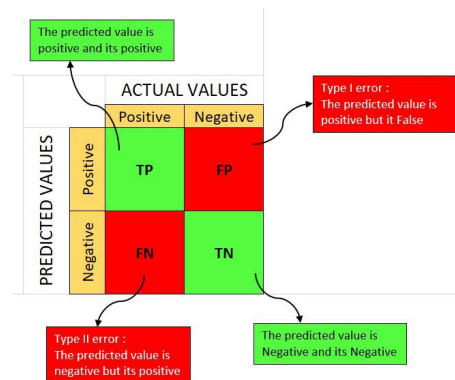 The predicted value is
positive and its positive
ACTUAL VALUES
Type I error :
The predicted value is
positive but it False
Positive Negative
PREDICTED VALUES
Positive
TP FP
Negative
FN TN
Type II error :
The predicted value is
negative but its positive
The predicted value is
Negative and its Negative